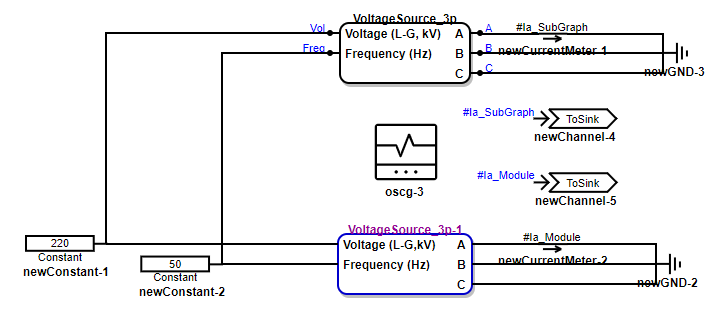 VoltageSource_3p
Vol
Voltage (L-G, kV)
A
A
#Ia_SubGraph
Freq
Frequency (Hz)
B
B
newCurrentMeter-1
C
C
newGND-3
#Ia_SubGraph
ToSink
newChannel-4
oscg-3
#Ia_Module
ToSink
newChannel-5
VoltageSource_3p-1
220
Constant
newConstant-1
Voltage (L-G,kV)
A
#Ia_Module
50
Constant
newConstant-2
Frequency (Hz)
B
newCurrentMeter-2
C
newGND-2